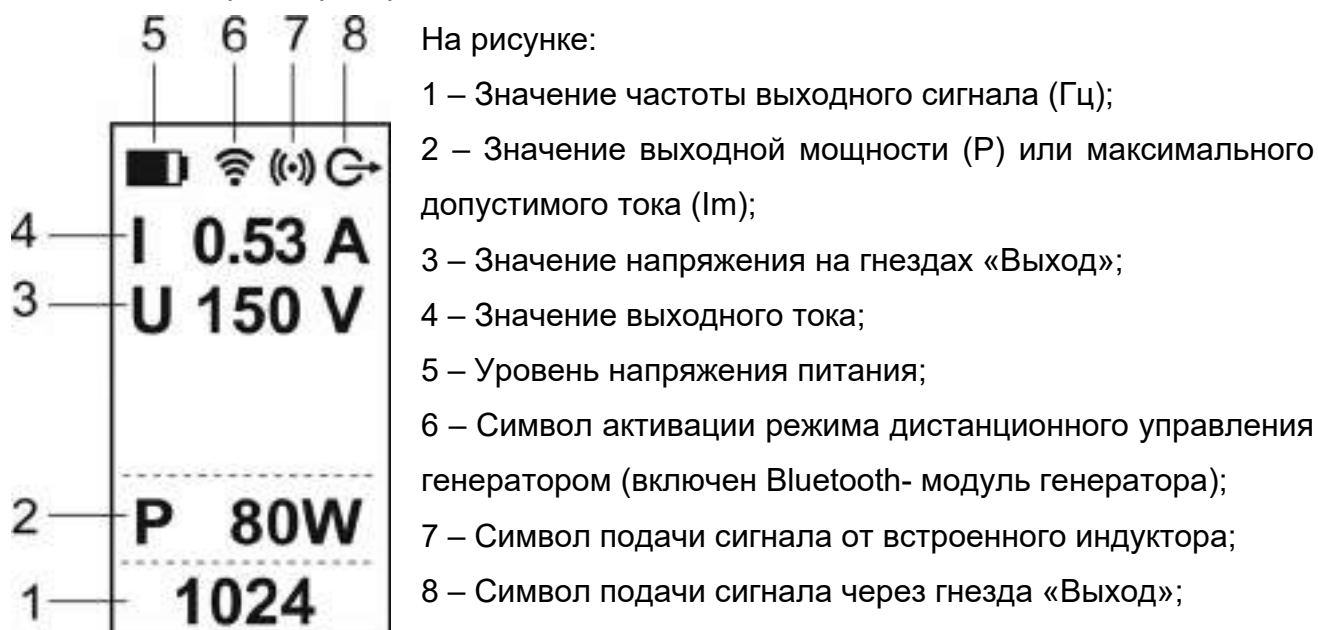 5 6 7 8
4 I 0.53 A
3 U 150 V
2 P 80W
1 1024
На рисунке:
1 – Значение частоты выходного сигнала (Гц);
2 – Значение выходной мощности (P) или максимального
допустимого тока (Im);
3 – Значение напряжения на гнездах «Выход»;
4 – Значение выходного тока;
5 – Уровень напряжения питания;
6 – Символ активации режима дистанционного управления
генератором (включен Bluetooth- модуль генератора);
7 – Символ подачи сигнала от встроенного индуктора;
8 – Символ подачи сигнала через гнезда «Выход»;